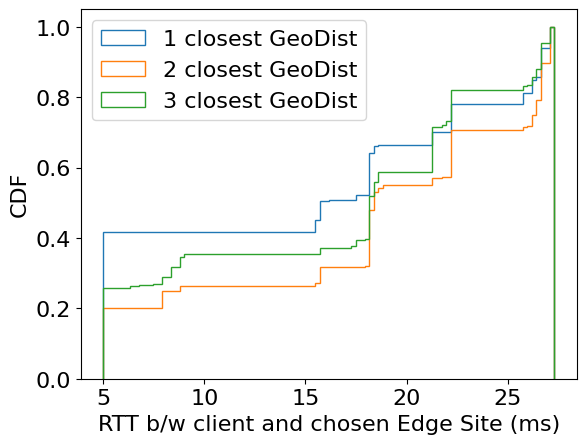 1 closest GeoDist
2 closest GeoDist
3 closest GeoDist
CDF
1.0
0.8
0.6
0.4
0.2
0.0
5 10 15 20 25
RTT b/w client and chosen Edge Site (ms)